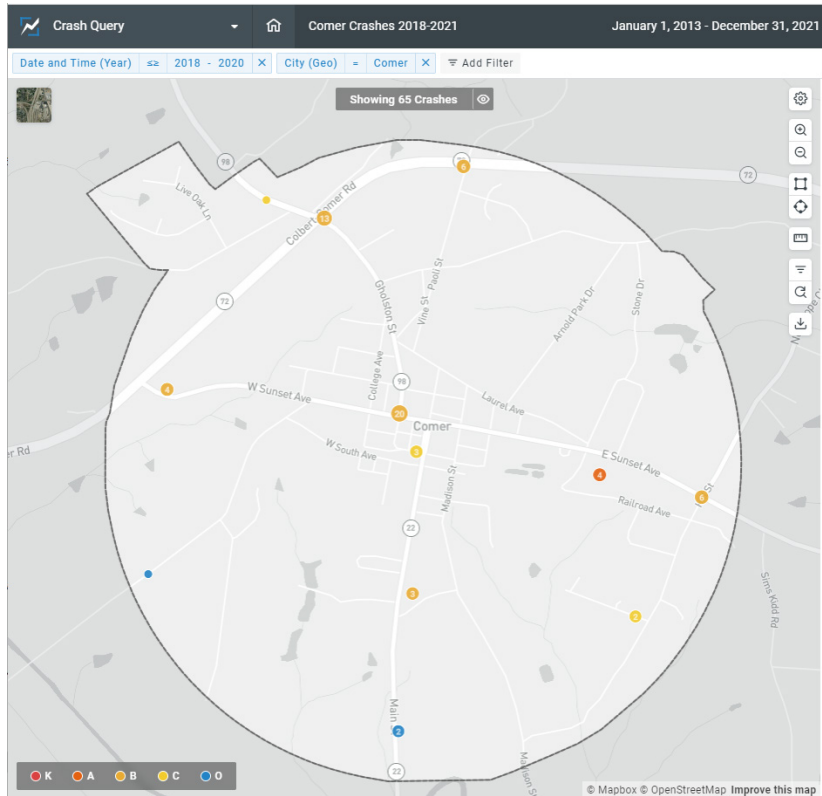 Crash Query
Comer Crashes 2018-2021
January 1, 2013 - December 31, 2021
Date and Time (Year) ≤≥ 2018 - 2020 ×
City (Geo) = Comer ×
Add Filter
Showing 65 Crashes
98
6
72
Live Oak Ln
13
Colbert Comer Rd
72
Gholston St
Vine St
Paoli St
Arnold Park Dr
Stone Dr
College Ave
98
4
W Sunset Ave
20
Comer
Laurel Ave
3
W South Ave
Madison St
E Sunset Ave
4
6
Railroad Ave
22
3
2
Sims Kidd Rd
Main St
2
22
Madison St
K A B C O
© Mapbox © OpenStreetMap Improve this map